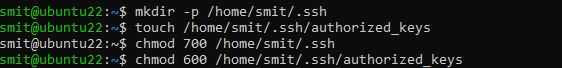 smit@ubuntu22:~$ mkdir -p /home/smit/.ssh
smit@ubuntu22:~$ touch /home/smit/.ssh/authorized_keys
smit@ubuntu22:~$ chmod 700 /home/smit/.ssh
smit@ubuntu22:~$ chmod 600 /home/smit/.ssh/authorized_keys